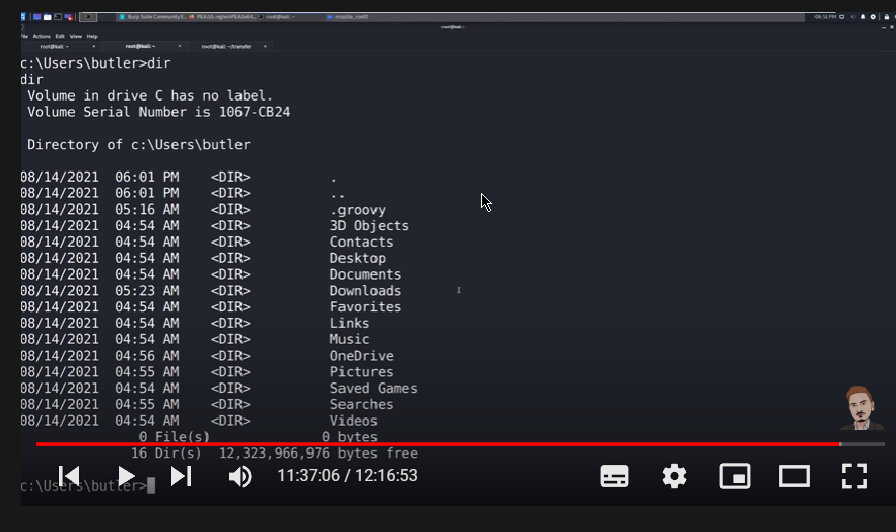 Burp Suite Community E...
PEASS-ng/winPEASx64...
root@kali: ~
mozilla_root0
06:51 PM
root@kali:~
File Actions Edit View Help
root@kali: ~
root@kali: ~
root@kali: ~/transfer
c:\Users\butler>dir
dir
Volume in drive C has no label.
Volume Serial Number is 1067-CB24
Directory of c:\Users\butler
08/14/2021 06:01 PM <DIR> .
08/14/2021 06:01 PM <DIR> ..
08/14/2021 05:16 AM <DIR> .groovy
08/14/2021 04:54 AM <DIR> 3D Objects
08/14/2021 04:54 AM <DIR> Contacts
08/14/2021 04:54 AM <DIR> Desktop
08/14/2021 04:54 AM <DIR> Documents
08/14/2021 05:23 AM <DIR> Downloads
08/14/2021 04:54 AM <DIR> Favorites
08/14/2021 04:54 AM <DIR> Links
08/14/2021 04:54 AM <DIR> Music
08/14/2021 04:56 AM <DIR> OneDrive
08/14/2021 04:55 AM <DIR> Pictures
08/14/2021 04:54 AM <DIR> Saved Games
08/14/2021 04:55 AM <DIR> Searches
08/14/2021 04:54 AM <DIR> Videos
0 File(s) 0 bytes
16 Dir(s) 12,323,966,976 bytes free
11:37:06 / 12:16:53
c:\Users\butler>